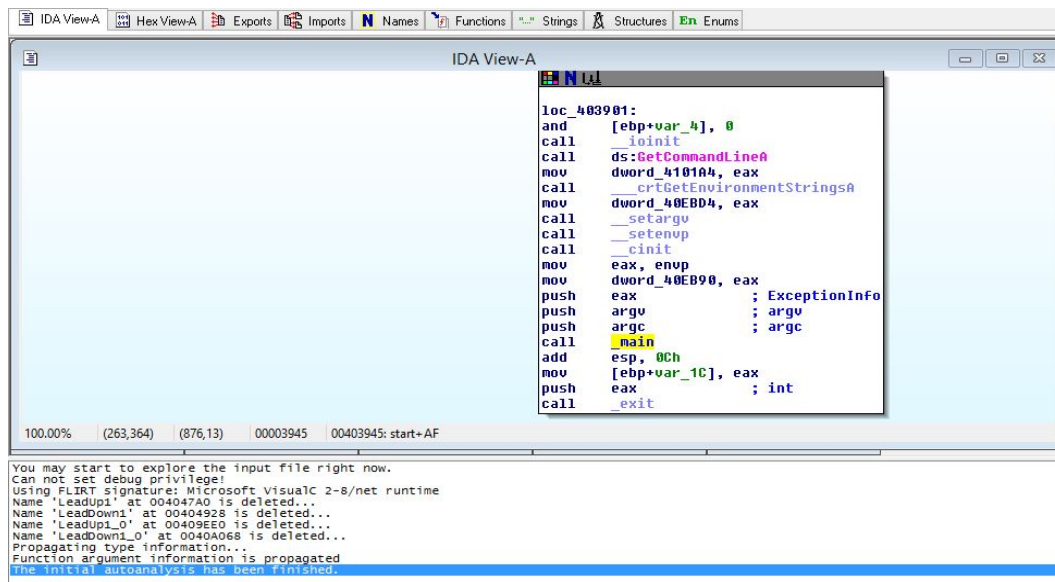 IDA View-A Hex View-A Exports Imports N Names Functions "..." Strings Structures En Enums
IDA View-A
N
loc_403901:
and [ebp+var_4], 0
call __ioinit
call ds:GetCommandLineA
mov dword_4101A4, eax
call ___crtGetEnvironmentStringsA
mov dword_40EBD4, eax
call __setargv
call __setenvp
call __cinit
mov eax, envp
mov dword_40EB90, eax
push eax ; ExceptionInfo
push argv ; argv
push argc ; argc
call _main
add esp, 0Ch
mov [ebp+var_1C], eax
push eax ; int
call _exit
100.00% (263,364) (876,13) 00003945 00403945: start+AF
You may start to explore the input file right now.
Can not set debug privilege!
Using FLIRT signature: Microsoft VisualC 2-8/net runtime
Name 'LeadUp1' at 004047A0 is deleted...
Name 'LeadDown1' at 00404928 is deleted...
Name 'LeadUp1_0' at 00409EE0 is deleted...
Name 'LeadDown1_0' at 0040A068 is deleted...
Propagating type information...
Function argument information is propagated
The initial autoanalysis has been finished.